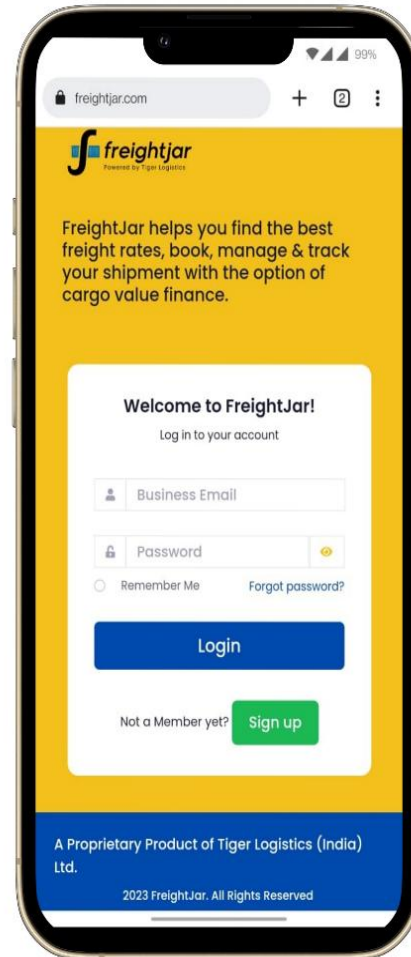 99%
freightjar.com
2
freightjar
Powered by Tiger Logistics
FreightJar helps you find the best
freight rates, book, manage & track
your shipment with the option of
cargo value finance.
Welcome to FreightJar!
Log in to your account
Business Email
Password
Remember Me Forgot password?
Login
Not a Member yet? Sign up
A Proprietary Product of Tiger Logistics (India)
Ltd.
2023 FreightJar. All Rights Reserved